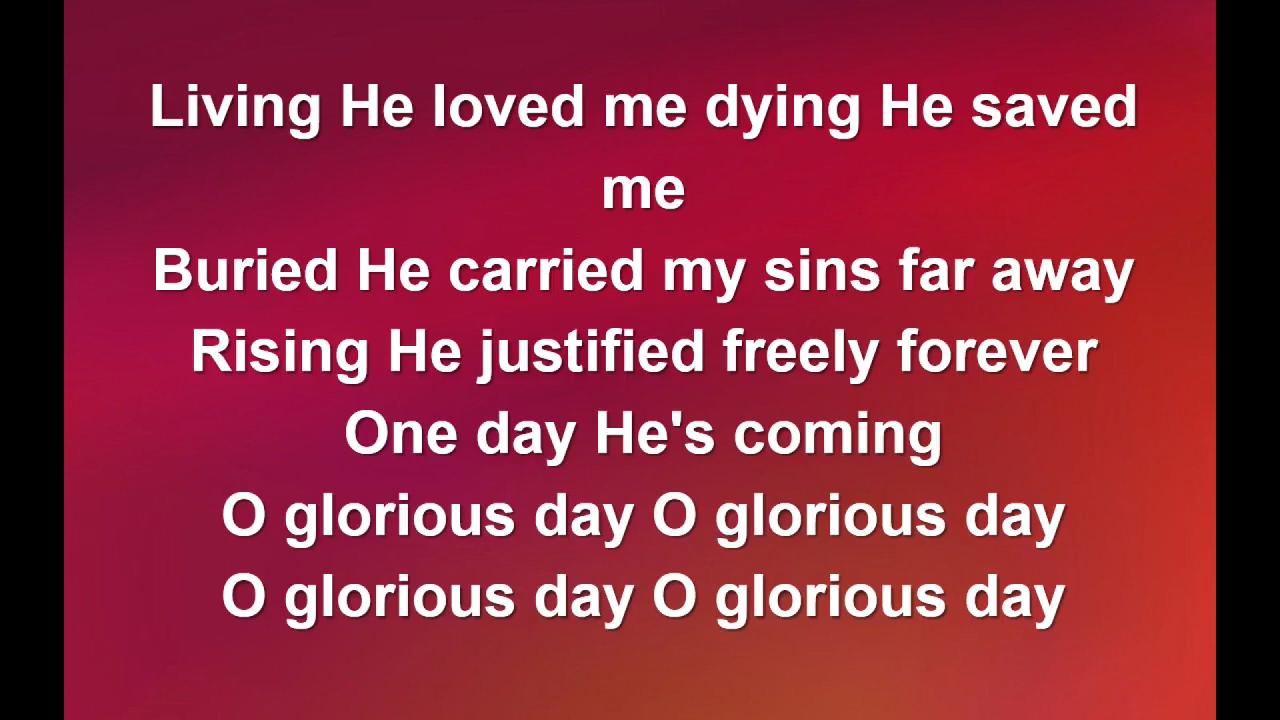 Living He loved me dying He saved
me
Buried He carried my sins far away
Rising He justified freely forever
One day He's coming
O glorious day O glorious day
O glorious day O glorious day